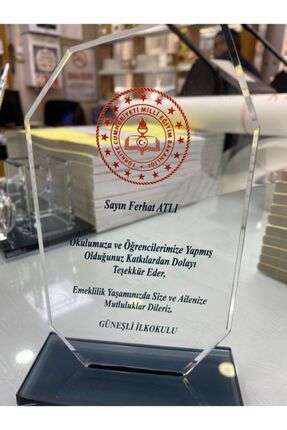 TÜRKİYE CUMHURİYETİ MİLLÎ EĞİTİM BAKANLIĞI
Sayın Ferhat ATLI
Okulumuza ve Öğrencilerimize Yapmış
Olduğunuz Katkılardan Dolayı
Teşekkür Eder,
Emeklilik Yaşamınızda Size ve Ailenize
Mutluluklar Dileriz.
GÜNEŞLİ İLKOKULU